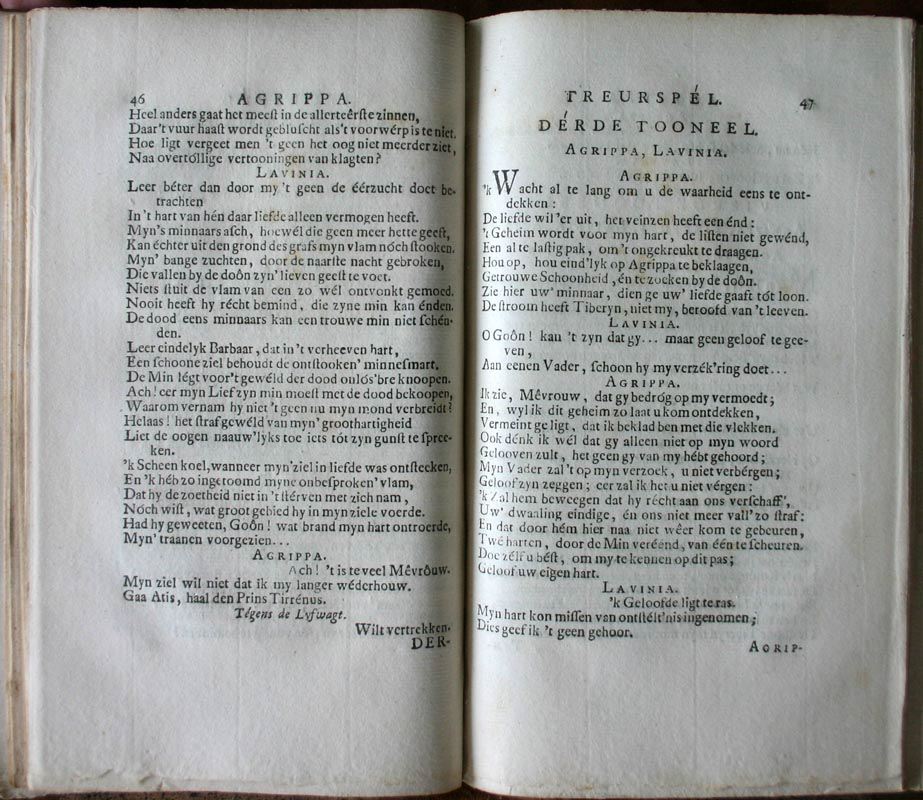 46 AGRIPPA.
Heel anders gaat het meest in de allerteêrste zinnen,
Daar't vuur haast wordt gebluscht als't voorwérp is te niet.
Hoe ligt vergeet men 't geen het oog niet meerder ziet,
Naa overtóllige vertooningen van klagten?
LAVINIA.
Leer béter dan door my 't geen de éérzucht doet be-
trachten
In 't hart van hén daar liefde alleen vermogen heeft.
Myn's minnaars asch, hoewél die geen meer hette geeft,
Kan échter uit den grond des grafs myn vlam nóch stooken.
Myn' bange zuchten, door de naarste nacht gebroken,
Die vallen by de doôn zyn' lieven geest te voet.
Niets stuit de vlam van een zo wél ontvonkt gemoed.
Nooit heeft hy récht bemind, die zyne min kan énden.
De dood eens minnaars kan een trouwe min niet schén-
den.
Leer eindelyk Barbaar, dat in 't verheeven hart,
Een schoone ziel behoudt de ontstooken' minnesmart.
De Min légt voor't gewéld der dood onlós'bre knoopen.
Ach! eer myn Lief zyn min moest met de dood bekoopen,
Waarom vernam hy niet 't geen nu myn mond verbreidt?
Helaas! het straf gewéld van myn' groothartigheid
Liet de oogen naauw'lyks toe iets tót zyn gunst te spree-
ken.
'k Scheen koel, wanneer myn' ziel in liefde was ontsteeken,
En 'k héb zo ingetoomd myne onbesproken' vlam,
Dat hy de zoetheid niet in 't stérven met zich nam,
Nóch wist, wat groot gebied hy in myn ziele voerde.
Had hy geweeten, Goôn! wat brand myn hart ontroerde,
Myn' traanen voorgezien...
AGRIPPA.
Ach! 't is te veel Mêvrôuw.
Myn ziel wil niet dat ik my langer wéderhouw.
Gaa Atis, haal den Prins Tirrénus.
Tégens de Lyfwagt.
Wilt vertrekken.
DER-
TREURSPÉL. 47
DÉRDE TOONEEL.
AGRIPPA, LAVINIA.
AGRIPPA.
'k Wacht al te lang om u de waarheid eens te ont-
dekken:
De liefde wil 'er uit, het veinzen heeft een énd:
't Geheim wordt voor myn hart, de listen niet gewénd,
Een al te lastig pak, om 't ongekreukt te draagen.
Hou op, hou eind'lyk op Agrippa te beklaagen,
Getrouwe Schoonheid, én te zoeken by de doôn.
Zie hier uw' minnaar, dien ge uw' liefde gaaft tót loon.
De stroom heeft Tiberyn, niet my, beroofd van 't leeven.
LAVINIA.
O Goôn! kan 't zyn dat gy... maar geen geloof te gee-
ven,
Aan eenen Vader, schoon hy my verzék'ring doet...
AGRIPPA.
Ik zie, Mêvrouw, dat gy bedróg op my vermoedt;
En, wyl ik dit geheim zo laat u kom ontdekken,
Vermeint ge ligt, dat ik beklad ben met die vlekken.
Ook dénk ik wél dat gy alleen niet op myn woord
Gelooven zult, het geen gy van my hébt gehoord;
Myn Vader zal 't op myn verzoek, u niet verbérgen;
Geloof zyn zeggen; eer zal ik het u niet vérgen:
'k Zal hem beweegen dat hy récht aan ons verschaff',
Uw' dwaaling eindige, én ons niet meer vall' zo straf:
En dat door hém hier naa niet wêer kom te gebeuren,
Twé harten, door de Min veréénd, van één te scheuren.
Doe zélf u bést, om my te kennen op dit pas;
Geloof uw eigen hart.
LAVINIA.
'k Geloofde ligt te ras.
Myn hart kon missen van ontstélt'nis ingenomen;
Dies geef ik 't geen gehoor.
AGRIP-